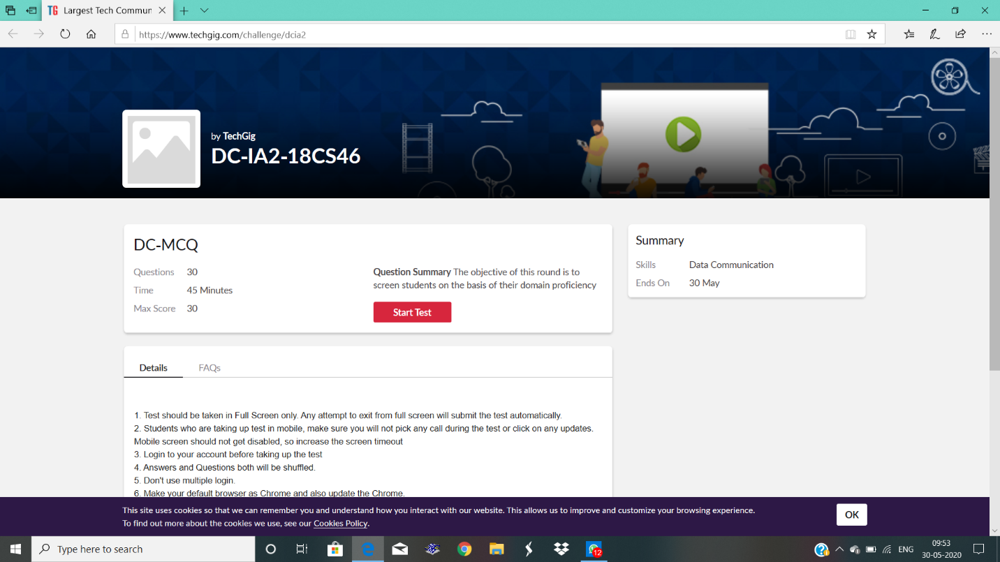 TG Largest Tech Commun
https://www.techgig.com/challenge/dcia2
by TechGig
DC-IA2-18CS46
DC-MCQ
Questions 30
Time 45 Minutes
Max Score 30
Question Summary The objective of this round is to
screen students on the basis of their domain proficiency
Start Test
Summary
Skills Data Communication
Ends On 30 May
Details FAQs
1. Test should be taken in Full Screen only. Any attempt to exit from full screen will submit the test automatically.
2. Students who are taking up test in mobile, make sure you will not pick any call during the test or click on any updates.
Mobile screen should not get disabled, so increase the screen timeout
3. Login to your account before taking up the test
4. Answers and Questions both will be shuffled.
5. Don't use multiple login.
6. Make your default browser as Chrome and also update the Chrome.
This site uses cookies so that we can remember you and understand how you interact with our website. This allows us to improve and customize your browsing experience.
To find out more about the cookies we use, see our Cookies Policy.
OK
Type here to search
12
ENG
09:53
30-05-2020